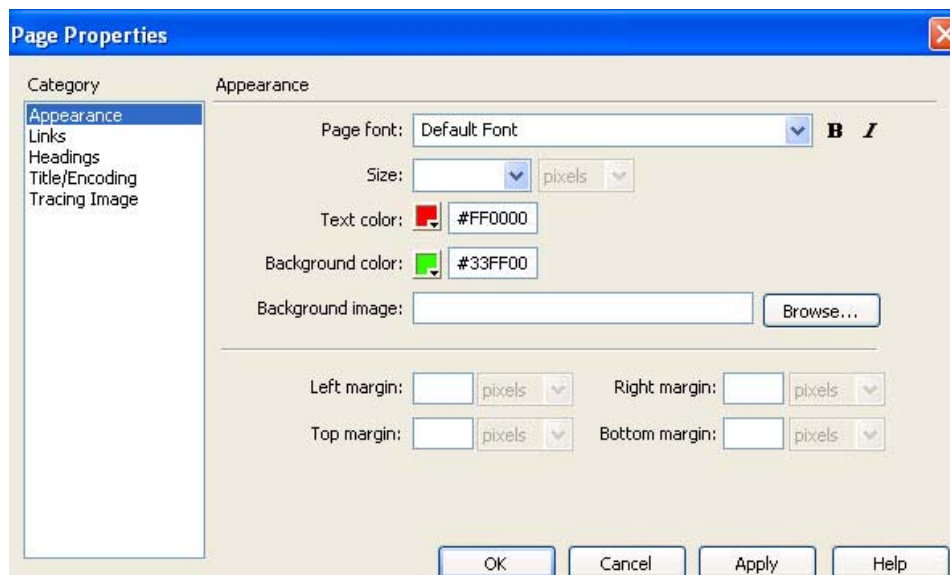 Page Properties
Category
Appearance
Links
Headings
Title/Encoding
Tracing Image
Appearance
Page font: Default Font B I
Size: pixels
Text color: #FF0000
Background color: #33FF00
Background image: Browse...
Left margin: pixels Right margin: pixels
Top margin: pixels Bottom margin: pixels
OK Cancel Apply Help